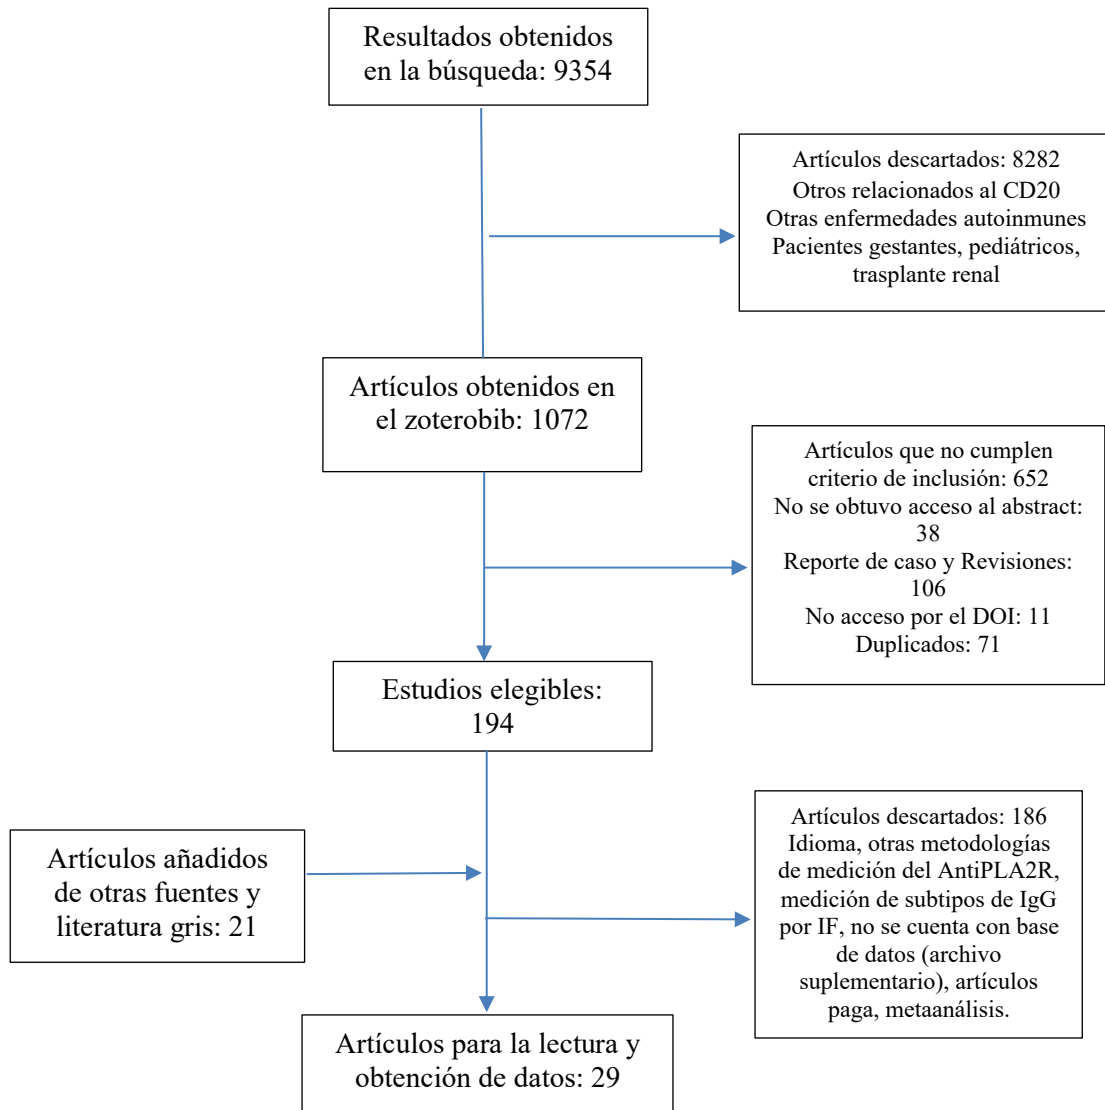 Resultados obtenidos
en la búsqueda: 9354
Artículos descartados: 8282
Otros relacionados al CD20
Otras enfermedades autoinmunes
Pacientes gestantes, pediátricos,
trasplante renal
Artículos obtenidos en
el zoterobib: 1072
Artículos que no cumplen
criterio de inclusión: 652
No se obtuvo acceso al abstract:
38
Reporte de caso y Revisiones:
106
No acceso por el DOI: 11
Duplicados: 71
Estudios elegibles:
194
Artículos añadidos
de otras fuentes y
literatura gris: 21
Artículos descartados: 186
Idioma, otras metodologías
de medición del AntiPLA2R,
medición de subtipos de IgG
por IF, no se cuenta con base
de datos (archivo
suplementario), artículos
paga, metaanálisis.
Artículos para la lectura y
obtención de datos: 29